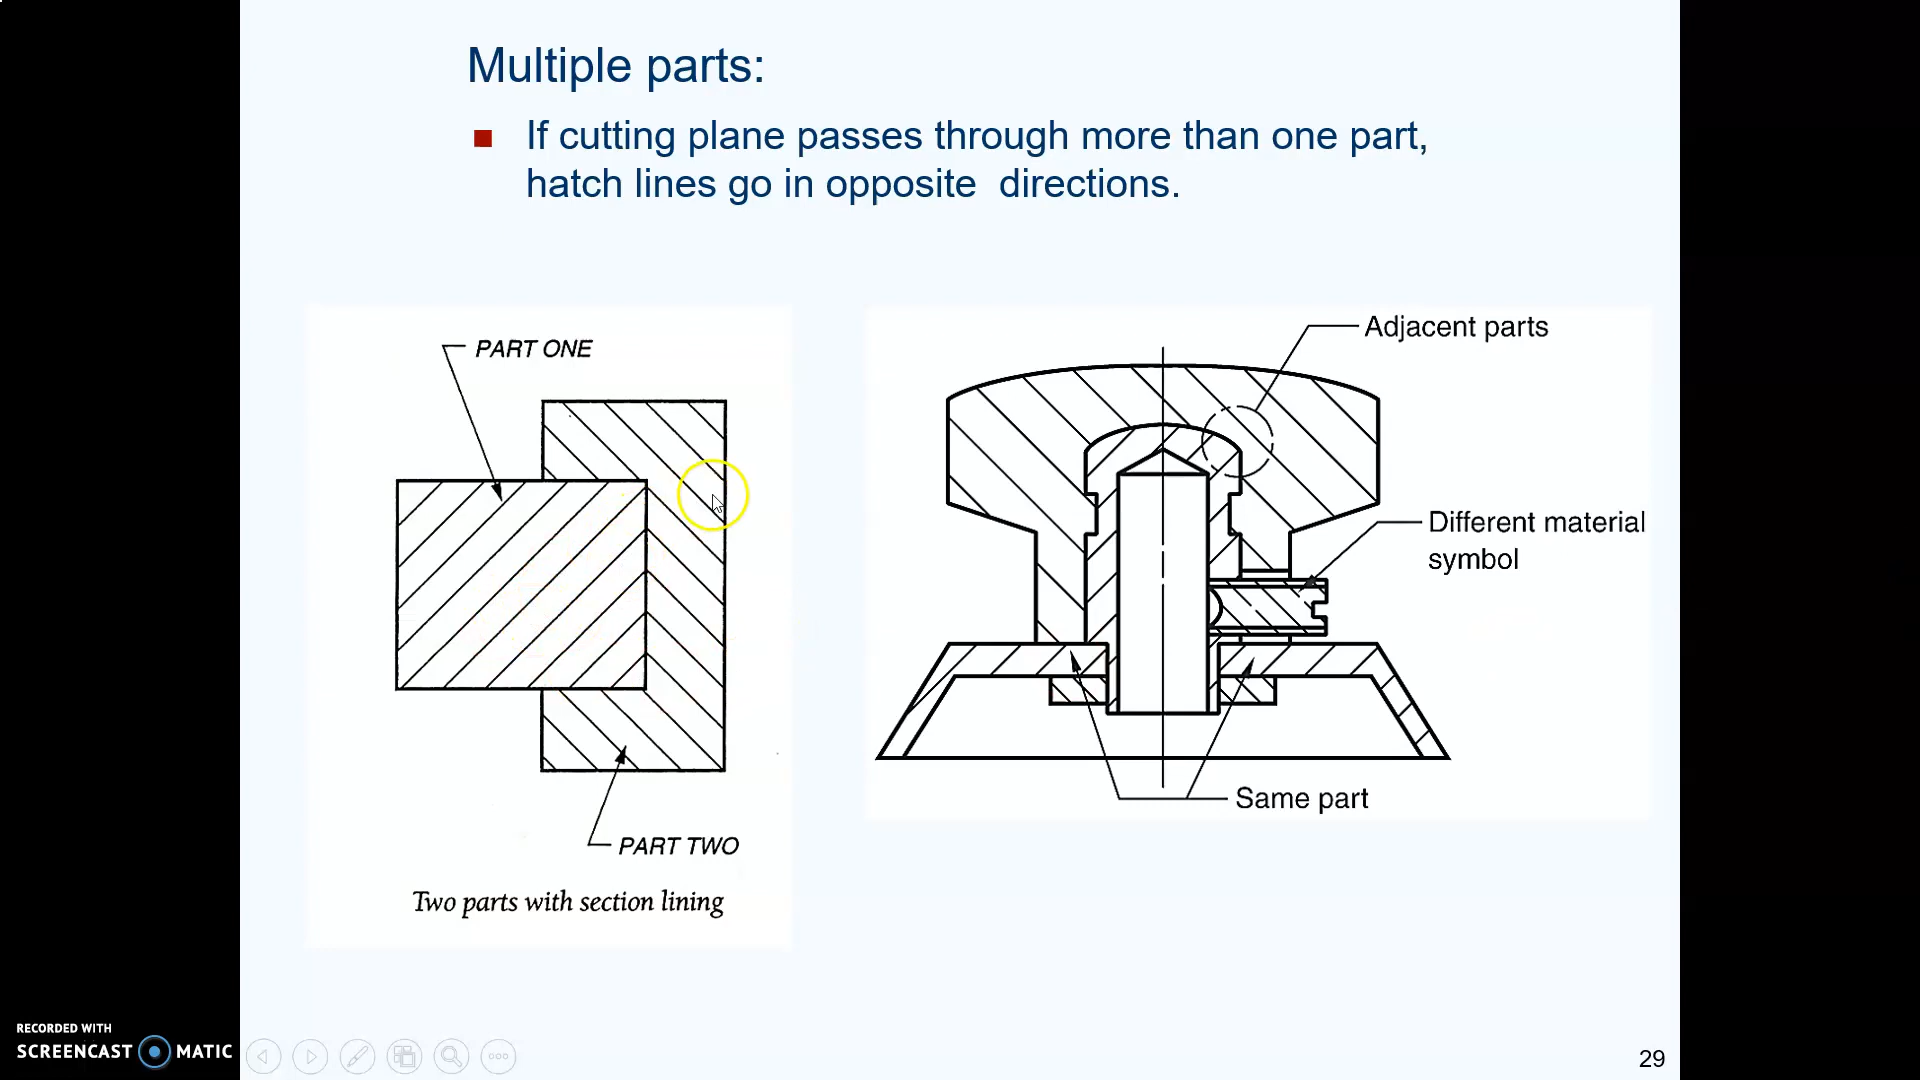 Multiple parts:
If cutting plane passes through more than one part,
hatch lines go in opposite  directions.
PART ONE
PART TWO
Two parts with section lining
Adjacent parts
Different material
symbol
Same part
RECORDED WITH
SCREENCAST MATIC
29